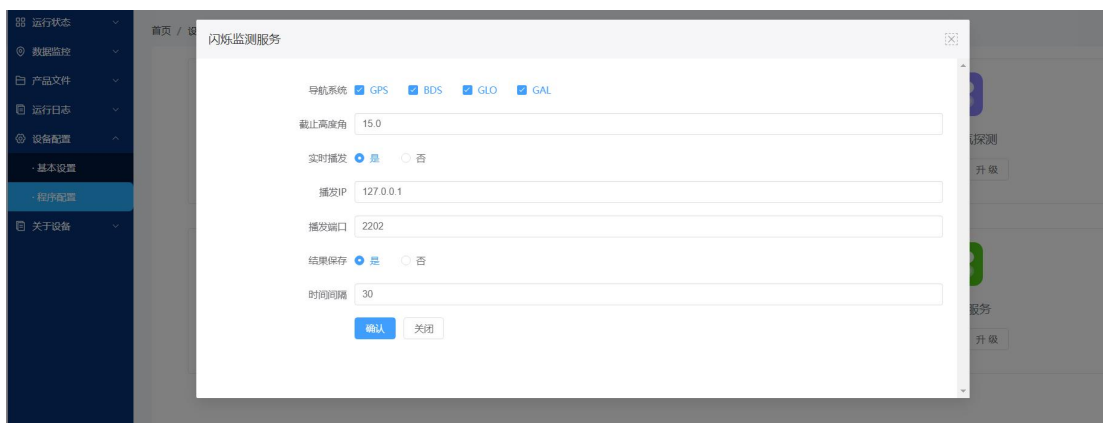 运行状态
数据监控
产品文件
运行日志
设备配置
· 基本设置
· 程序配置
关于设备
首页 / 设
闪烁监测服务
导航系统 GPS BDS GLO GAL
截止高度角 15.0
实时播发 是 否
播发IP 127.0.0.1
播发端口 2202
结果保存 是 否
时间间隔 30
确认 关闭
探测
升级
服务
升级